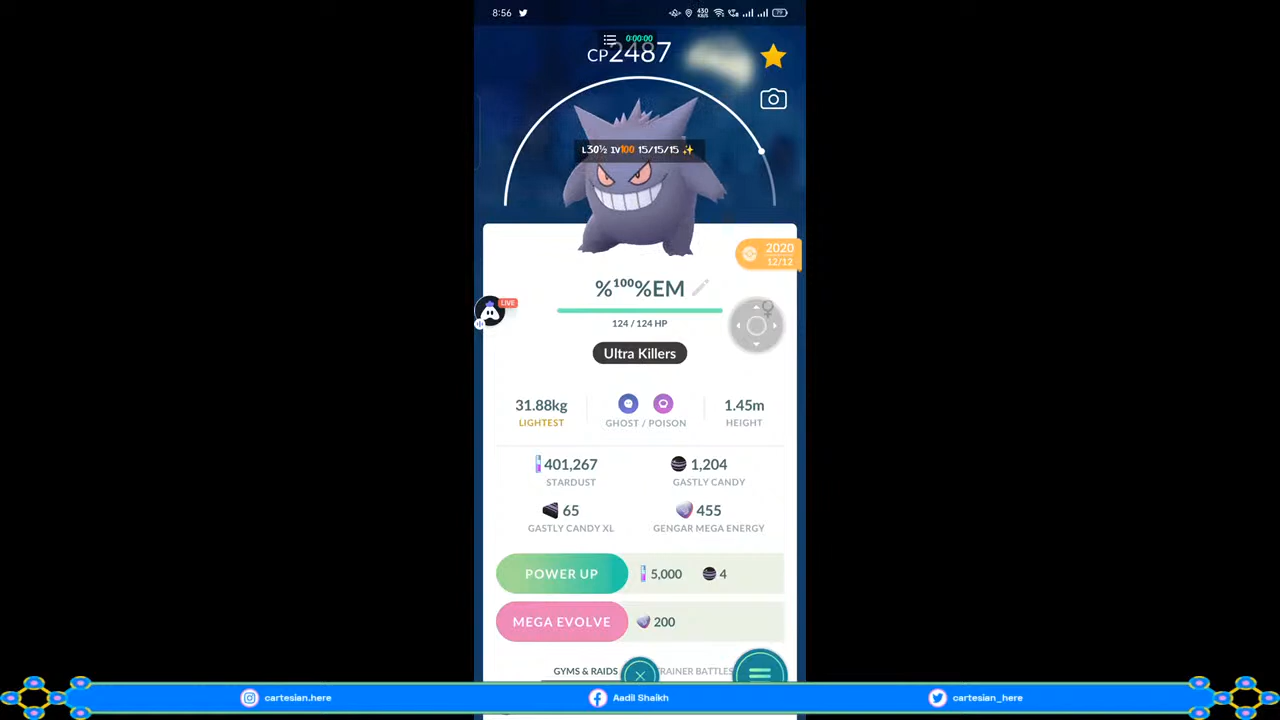 8:56
430
KB/S
79
0:00:00
CP2487
L30½ IV100 15/15/15 ✨
2020
12/12
%¹⁰⁰%EM
LIVE
124 / 124 HP
Ultra Killers
31.88kg
LIGHTEST
GHOST / POISON
1.45m
HEIGHT
401,267
STARDUST
1,204
GASTLY CANDY
65
GASTLY CANDY XL
455
GENGAR MEGA ENERGY
POWER UP
5,000
4
MEGA EVOLVE
200
GYMS & RAIDS
TRAINER BATTLES
cartesian.here
Aadil Shaikh
cartesian_here